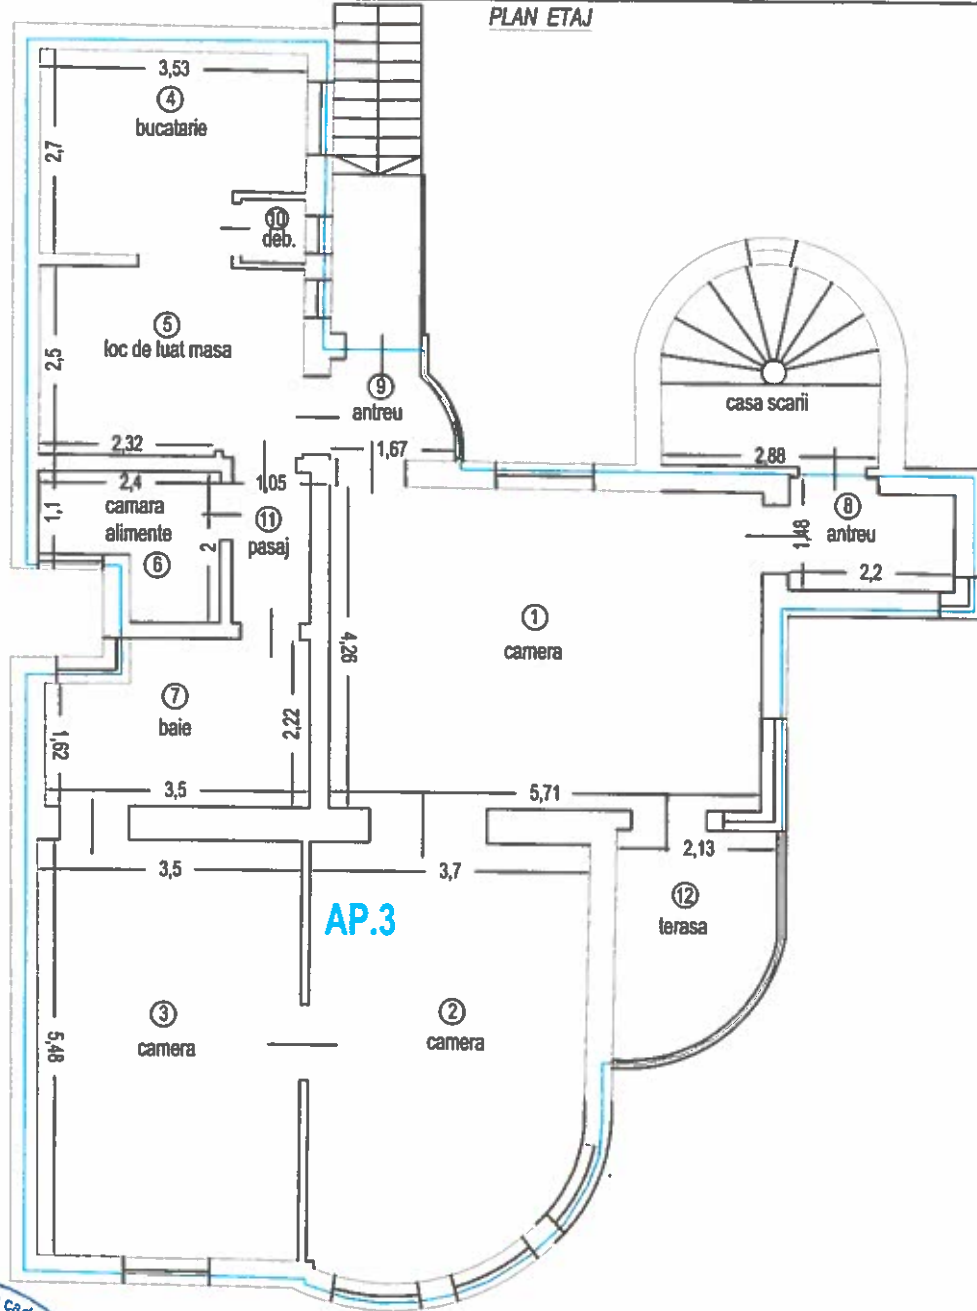 PLAN ETAJ
3,53
4
bucatarie
2,7
10
deb.
5
loc de luat masa
2,5
9
antreu
casa scarii
2,32
1,67
2,88
2,4
1,05
camara
alimente
1,1
11
pasaj
2
6
8
antreu
1,48
2,2
1
camera
4,26
7
baie
2,22
1,62
3,5
5,71
2,13
3,5
3,7
12
terasa
AP.3
3
camera
2
camera
5,48